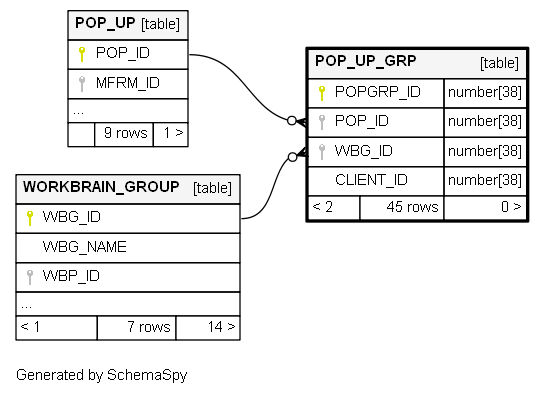 POP_UP [table]
POP_ID
MFRM_ID
...
9 rows 1 >
POP_UP_GRP [table]
POPGRP_ID number[38]
POP_ID number[38]
WBG_ID number[38]
CLIENT_ID number[38]
< 2 45 rows 0 >
WORKBRAIN_GROUP [table]
WBG_ID
WBG_NAME
WBP_ID
...
< 1 7 rows 14 >
Generated by SchemaSpy